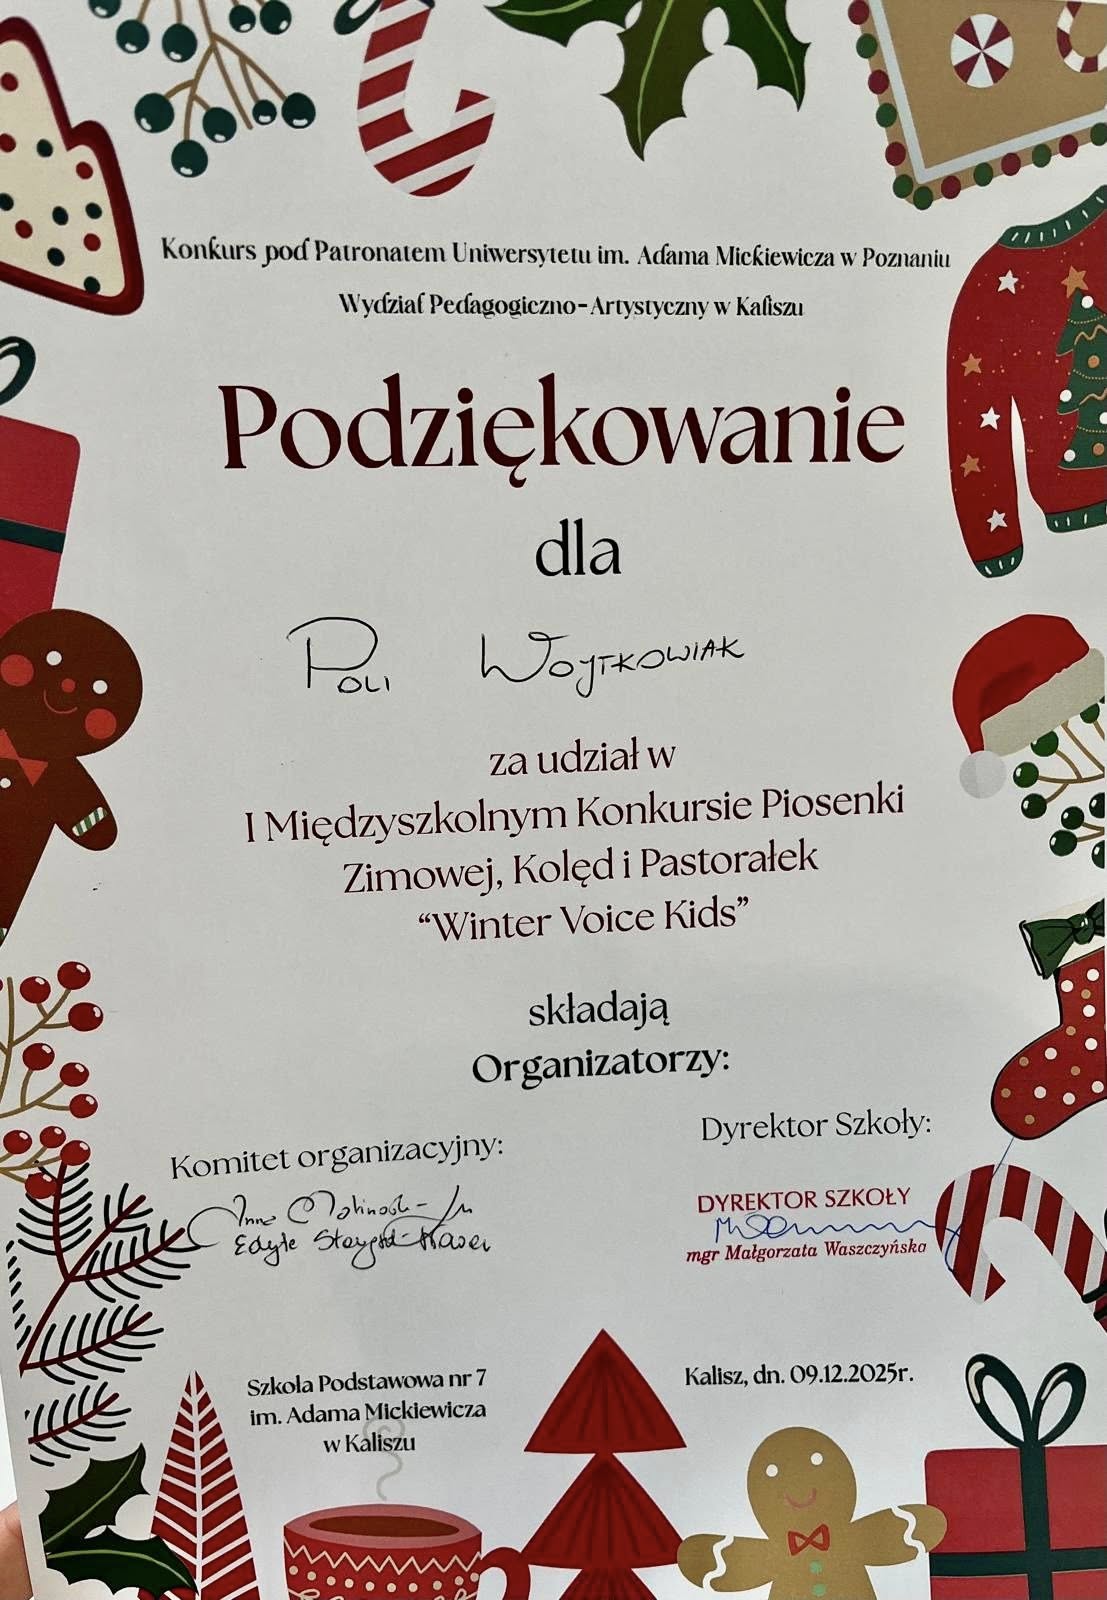 Konkurs pod Patronatem Uniwersytetu im. Adama Mickiewicza w Poznaniu
Wydział Pedagogiczno-Artystyczny w Kaliszu
Podziękowanie
dla
Poli Wojtkowiak
za udział w
I Międzyszkolnym Konkursie Piosenki
Zimowej, Kolęd i Pastorałek
“Winter Voice Kids”
składają
Organizatorzy:
Komitet organizacyjny:
Dyrektor Szkoły:
DYREKTOR SZKOŁY
mgr Małgorzata Waszczyńska
Szkoła Podstawowa nr 7
im. Adama Mickiewicza
w Kaliszu
Kalisz, dn. 09.12.2025r.